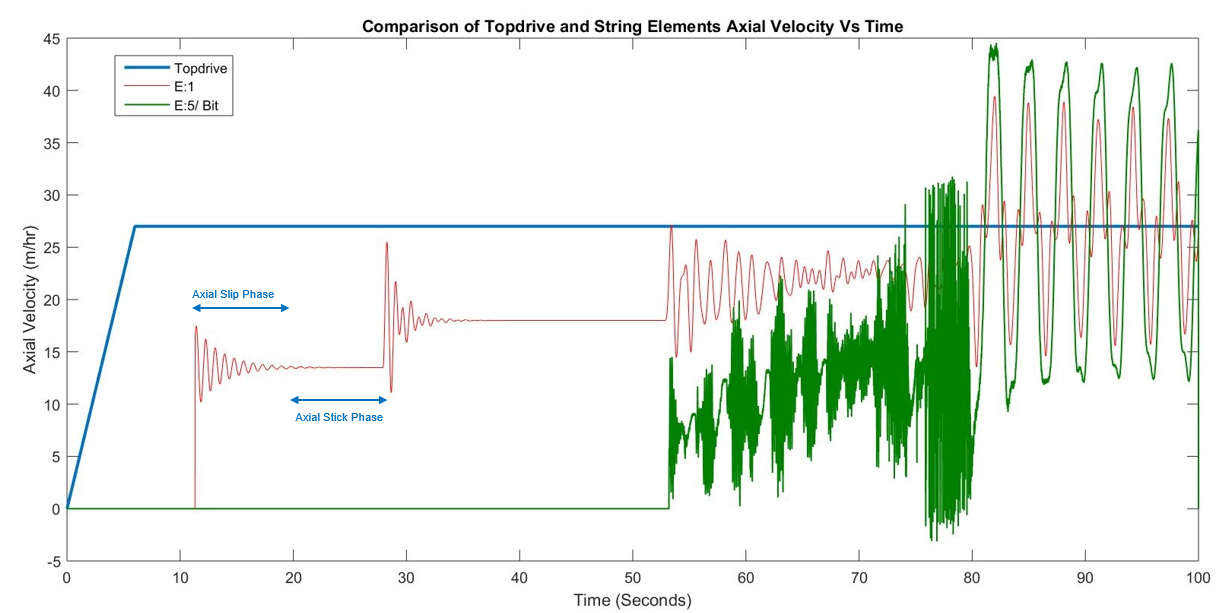 Comparison of Topdrive and String Elements Axial Velocity Vs Time
45
40
35
30
25
20
15
10
5
0
-5
Axial Velocity (m/hr)
Topdrive
E:1
E:5/ Bit
Axial Slip Phase
Axial Stick Phase
0 10 20 30 40 50 60 70 80 90 100
Time (Seconds)